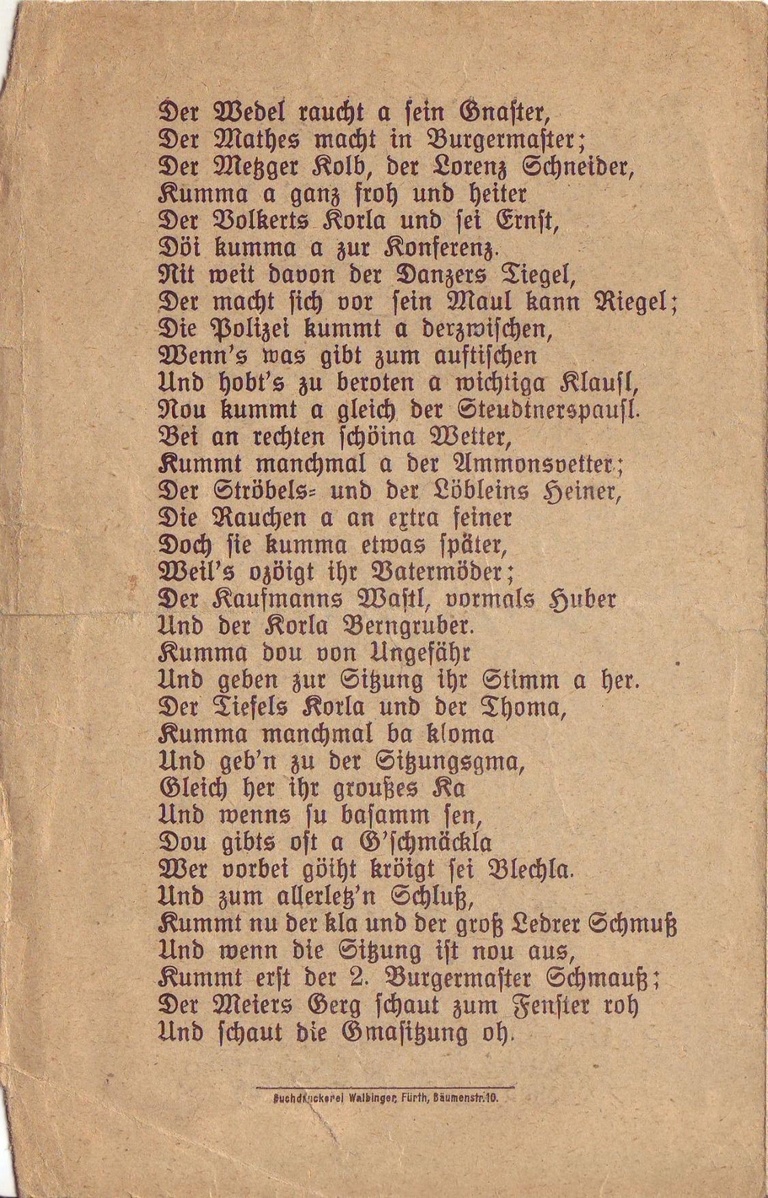 Der Wedel raucht a sein Gnaster,
Der Mathes macht in Burgermaster;
Der Metzger Kolb, der Lorenz Schneider,
Kumma a ganz froh und heiter
Der Volkerts Korla und sei Ernst,
Döi kumma a zur Konferenz.
Nit weit davon der Danzers Tiegel,
Der macht sich vor sein Maul kann Riegel;
Die Polizei kummt a derzwischen,
Wenn's was gibt zum auftischen
Und hobt's zu beroten a wichtiga Klausl,
Nou kummt a gleich der Steudtnerspausl.
Bei an rechten schöina Wetter,
Kummt manchmal a der Ammonsvetter;
Der Ströbels- und der Löbleins Heiner,
Die Rauchen a an extra feiner
Doch sie kumma etwas später,
Weil's ozöigt ihr Vatermöder;
Der Kaufmanns Wastl, vormals Huber
Und der Korla Berngruber.
Kumma dou von Ungefähr
Und geben zur Sitzung ihr Stimm a her.
Der Tiefels Korla und der Thoma,
Kumma manchmal ba kloma
Und geb'n zu der Sitzungsgma,
Gleich her ihr groußes Ka
Und wenns su basamm sen,
Dou gibts oft a G'schmäckla
Wer vorbei göiht kröigt sei Blechla.
Und zum allerletz'n Schluß,
Kummt nu der kla und der groß Ledrer Schmuß
Und wenn die Sitzung ist nou aus,
Kummt erst der 2. Burgermaster Schmauß;
Der Meiers Gerg schaut zum Fenster roh
Und schaut die Gmasitzung oh.
Buchdruckerei Walbinger, Fürth, Bäumenstr. 10.